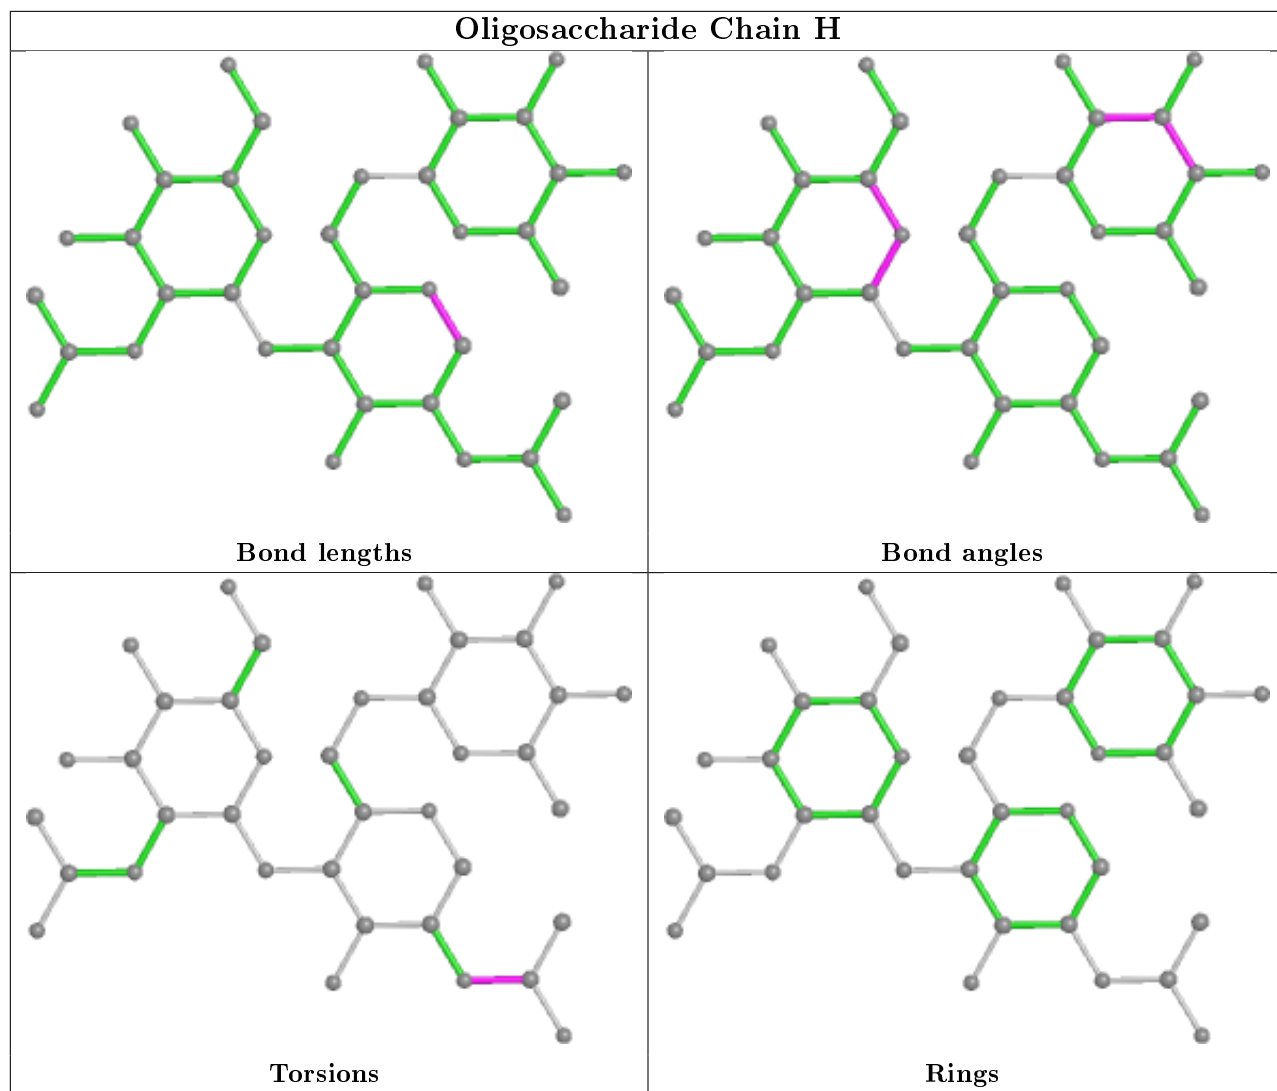 Oligosaccharide Chain H
Bond lengths
Bond angles
Torsions
Rings